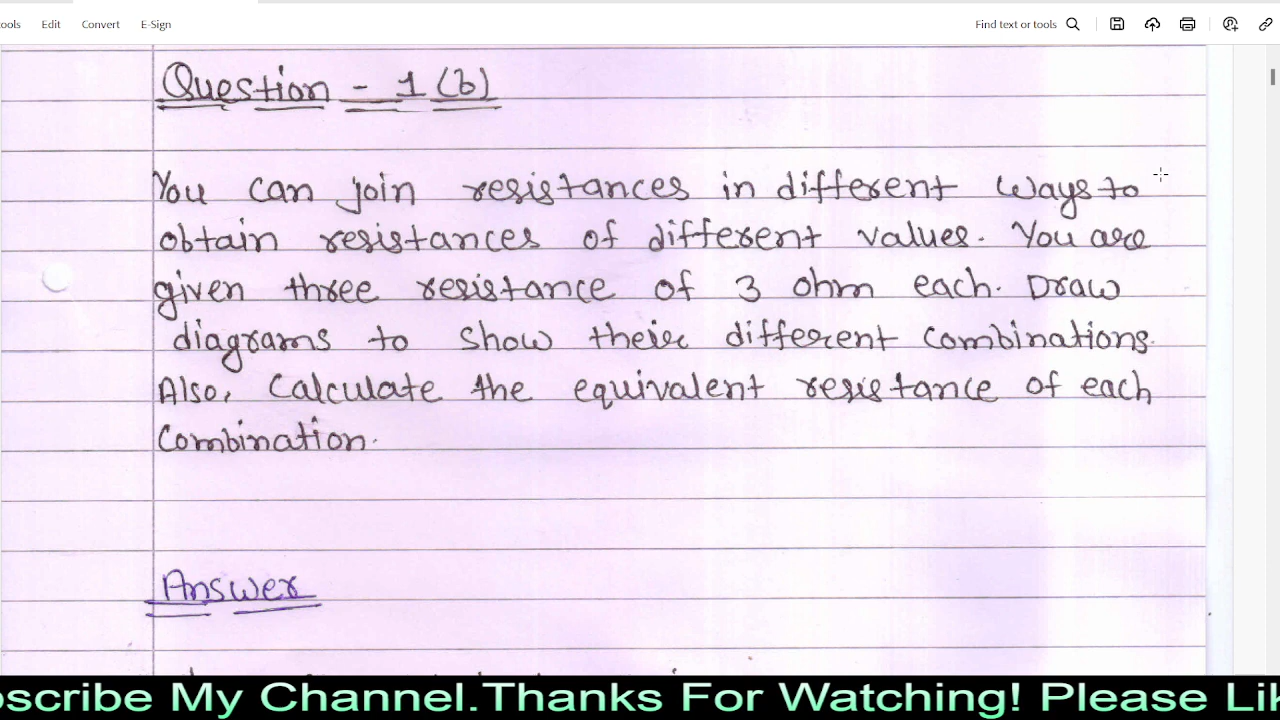 ools Edit Convert E-Sign Find text or tools
Question - 1 (b)
You can join resistances in different ways to
obtain resistances of different values. You are
given three resistance of 3 ohm each. Draw
diagrams to show their different combinations.
Also, Calculate the equivalent resistance of each
Combination.
Answer
oscribe My Channel.Thanks For Watching! Please Lik